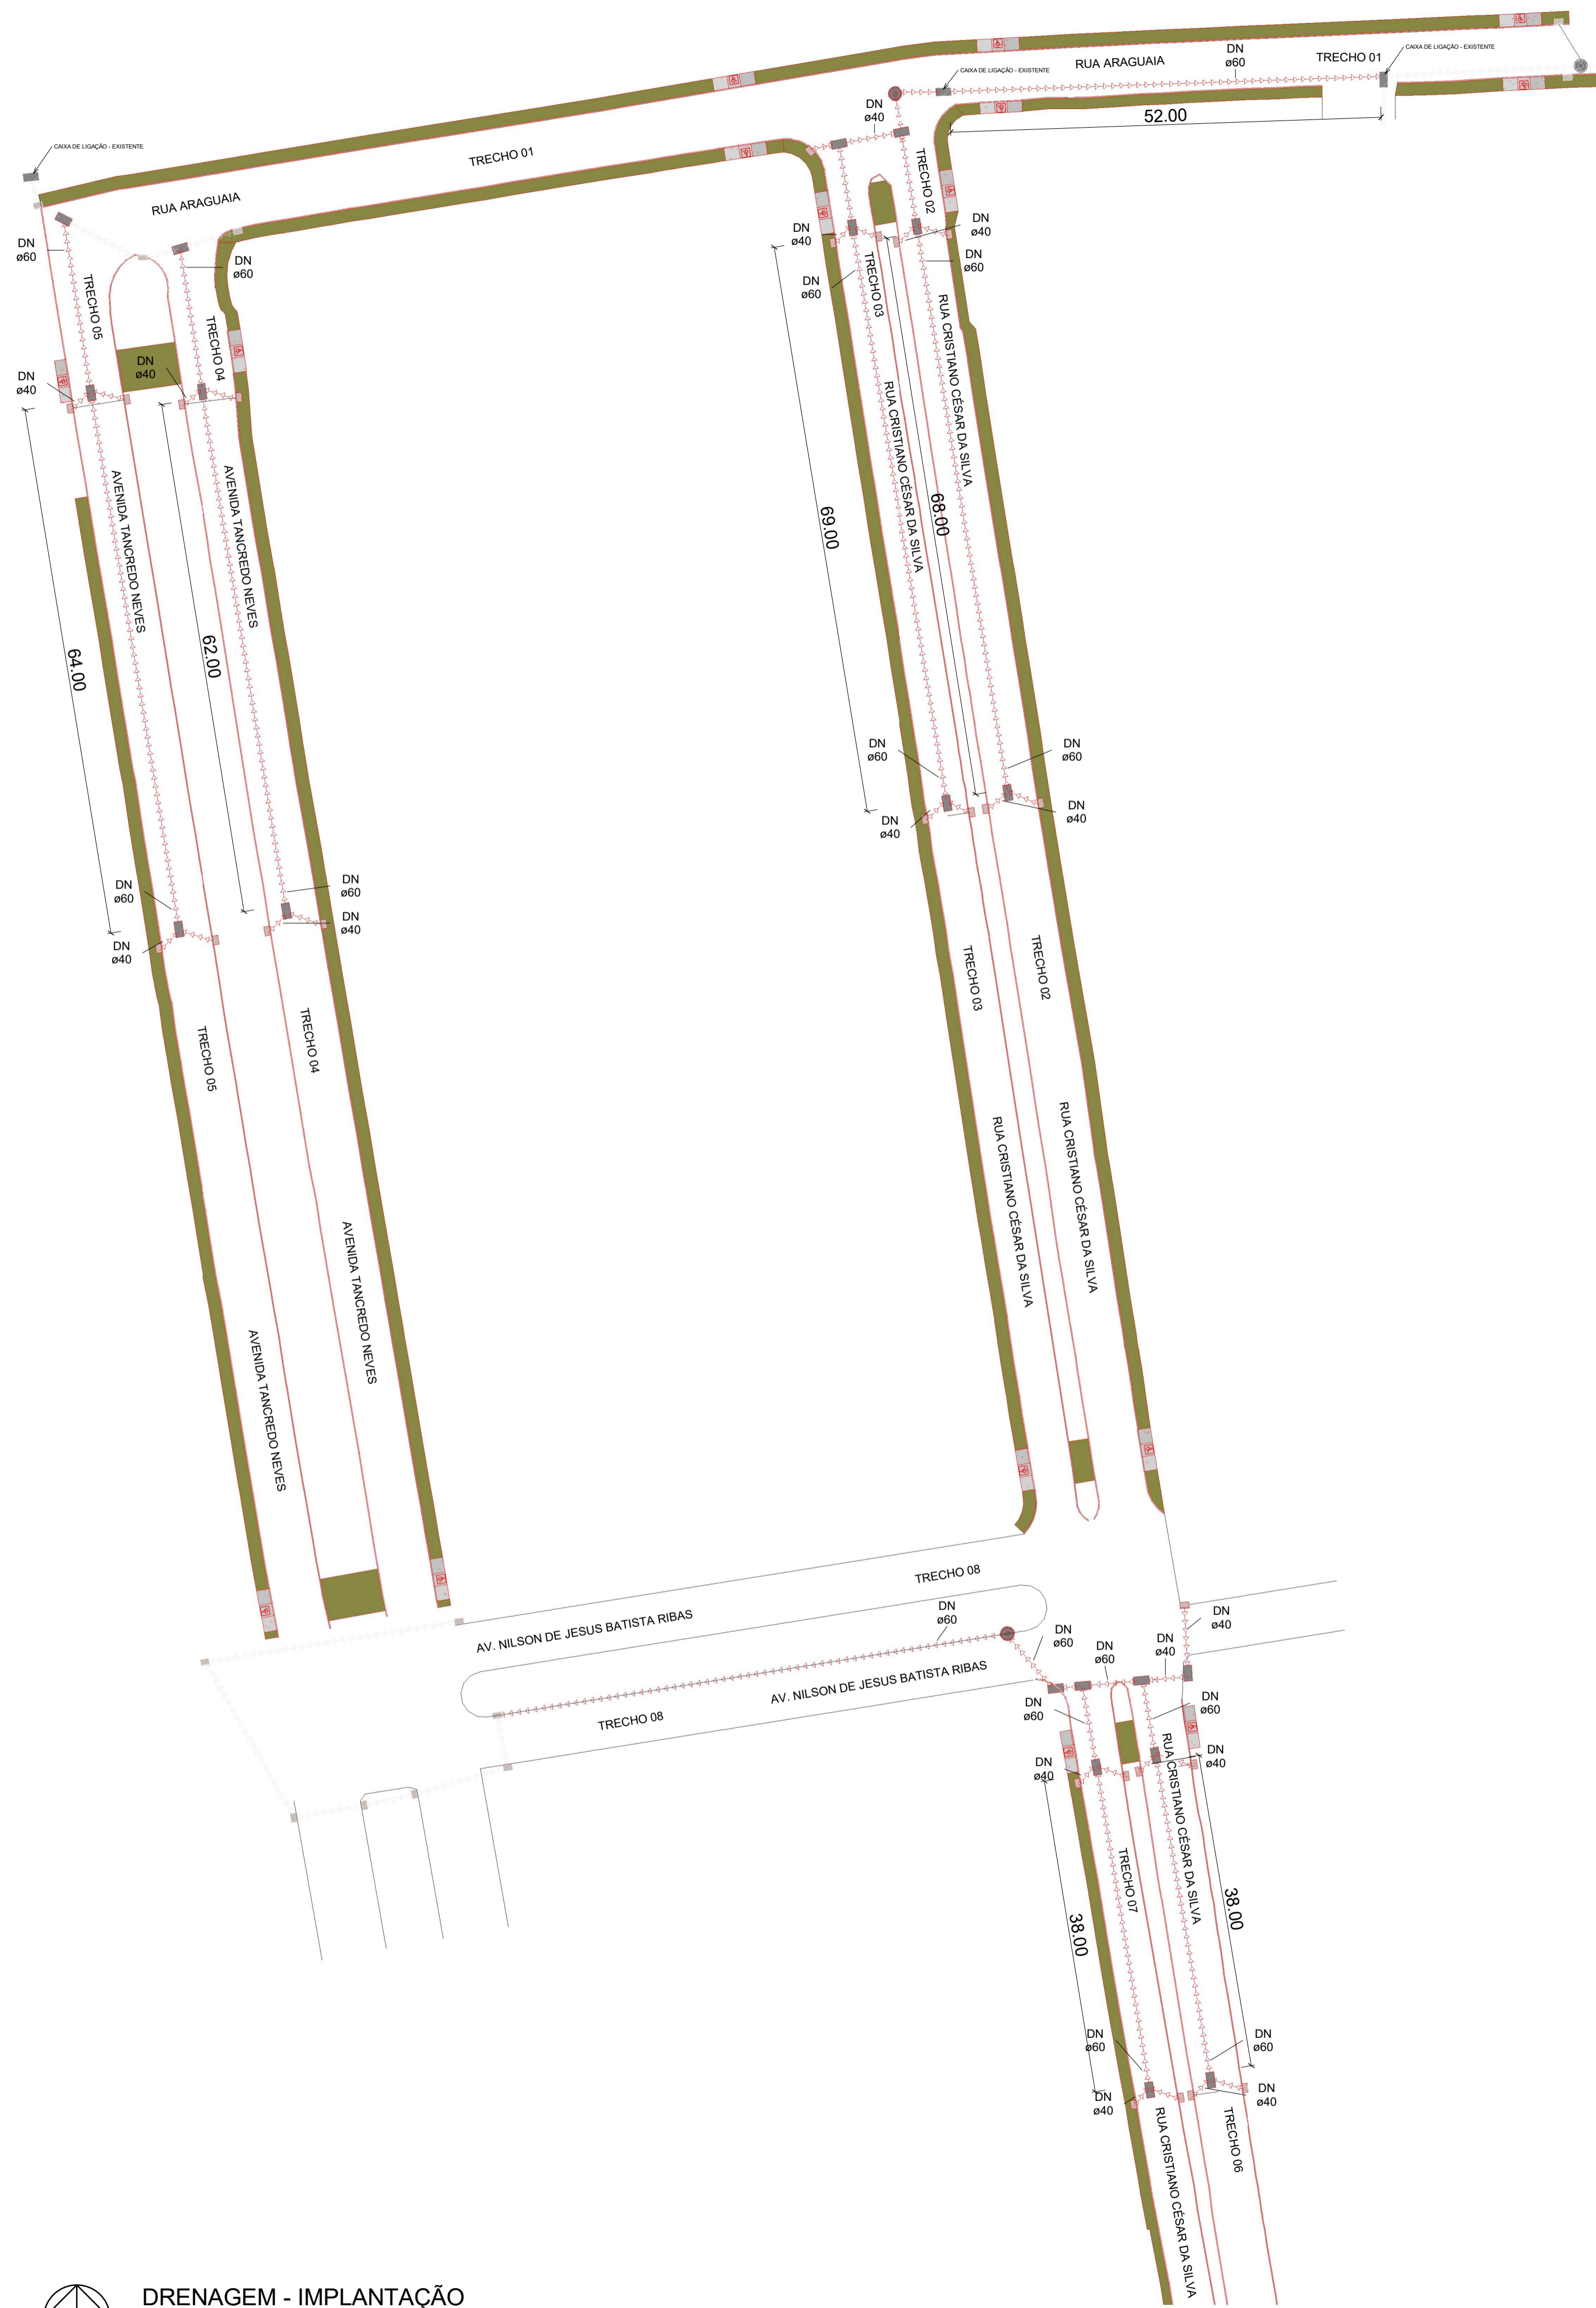 CAIXA DE LIGAÇÃO - EXISTENTE
TRECHO 01
RUA ARAGUAIA
DN
ø60
CAIXA DE LIGAÇÃO - EXISTENTE
DN
ø40
52.00
CAIXA DE LIGAÇÃO - EXISTENTE
TRECHO 01
RUA ARAGUAIA
TRECHO 02
DN
ø40
DN
ø40
DN
ø60
DN
ø60
DN
ø60
DN
ø60
TRECHO 05
TRECHO 04
TRECHO 03
RUA CRISTIANO CÉSAR DA SILVA
RUA CRISTIANO CÉSAR DA SILVA
DN
ø40
DN
ø40
AVENIDA TANCREDO NEVES
AVENIDA TANCREDO NEVES
69.00
68.00
64.00
62.00
DN
ø60
DN
ø60
DN
ø40
DN
ø40
DN
ø60
DN
ø60
DN
ø40
DN
ø40
TRECHO 03
TRECHO 02
TRECHO 05
TRECHO 04
RUA CRISTIANO CÉSAR DA SILVA
RUA CRISTIANO CÉSAR DA SILVA
AVENIDA TANCREDO NEVES
AVENIDA TANCREDO NEVES
TRECHO 08
AV. NILSON DE JESUS BATISTA RIBAS
DN
ø60
DN
ø60
DN
ø40
DN
ø60
DN
ø40
AV. NILSON DE JESUS BATISTA RIBAS
TRECHO 08
DN
ø60
DN
ø60
DN
ø40
DN
ø40
RUA CRISTIANO CÉSAR DA SILVA
TRECHO 07
38.00
38.00
DN
ø60
DN
ø60
DN
ø40
DN
ø40
TRECHO 06
RUA CRISTIANO CÉSAR DA SILVA
DRENAGEM - IMPLANTAÇÃO